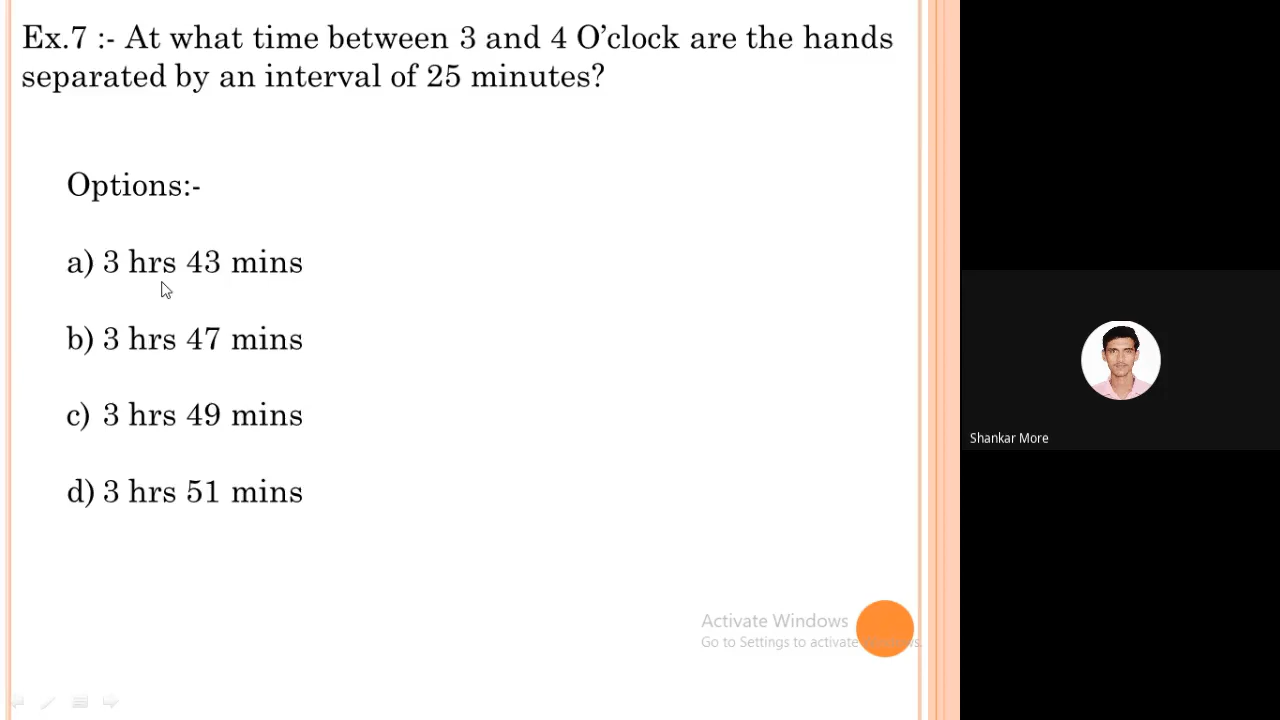 Ex.7 :- At what time between 3 and 4 O’clock are the hands
separated by an interval of 25 minutes?
Options:-
a) 3 hrs 43 mins
b) 3 hrs 47 mins
c) 3 hrs 49 mins
d) 3 hrs 51 mins
Shankar More
Activate Windows
Go to Settings to activate Windows.